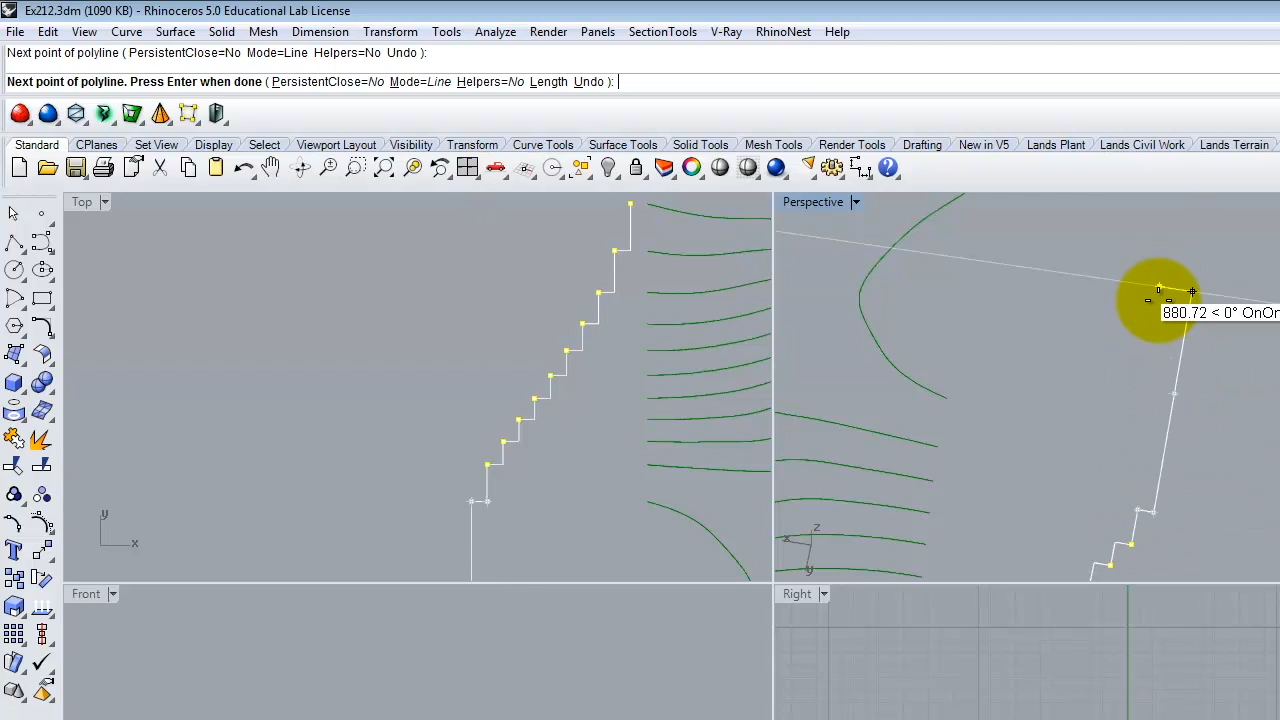 Ex212.3dm (1090 KB) - Rhinoceros 5.0 Educational Lab License
File Edit View Curve Surface Solid Mesh Dimension Transform Tools Analyze Render Panels SectionTools V-Ray RhinoNest Help
Next point of polyline ( PersistentClose=No Mode=Line Helpers=No Undo ):
Next point of polyline. Press Enter when done ( PersistentClose=No Mode=Line Helpers=No Length Undo ):
Standard CPlanes Set View Display Select Viewport Layout Visibility Transform Curve Tools Surface Tools Solid Tools Mesh Tools Render Tools Drafting New in V5 Lands Plant Lands Civil Work Lands Terrain
Top Perspective
880.72 < 0° OnOn
y x
z x y
Front Right